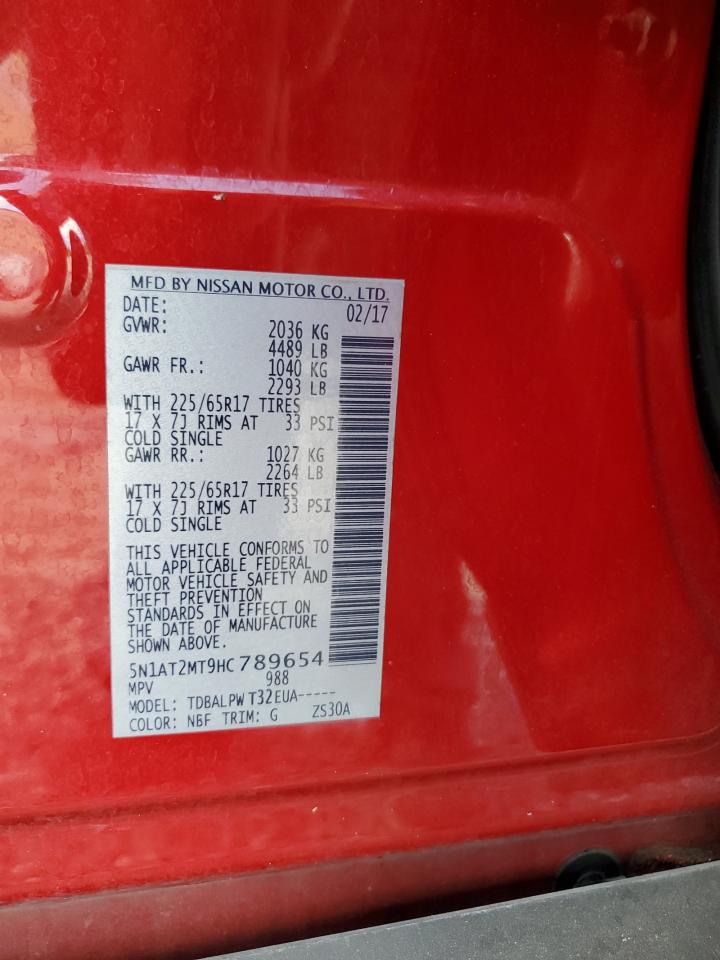 MFD BY NISSAN MOTOR CO., LTD.
DATE: 02/17
GVWR: 2036 KG
4489 LB
GAWR FR.: 1040 KG
2293 LB
WITH 225/65R17 TIRES
17 X 7J RIMS AT 33 PSI
COLD SINGLE
GAWR RR.: 1027 KG
2264 LB
WITH 225/65R17 TIRES
17 X 7J RIMS AT 33 PSI
COLD SINGLE
THIS VEHICLE CONFORMS TO
ALL APPLICABLE FEDERAL
MOTOR VEHICLE SAFETY AND
THEFT PREVENTION
STANDARDS IN EFFECT ON
THE DATE OF MANUFACTURE
SHOWN ABOVE.
5N1AT2MT9HC789654
MPV 988
MODEL: TDBALPW T32EUA-----
COLOR: NBF TRIM: G ZS30A